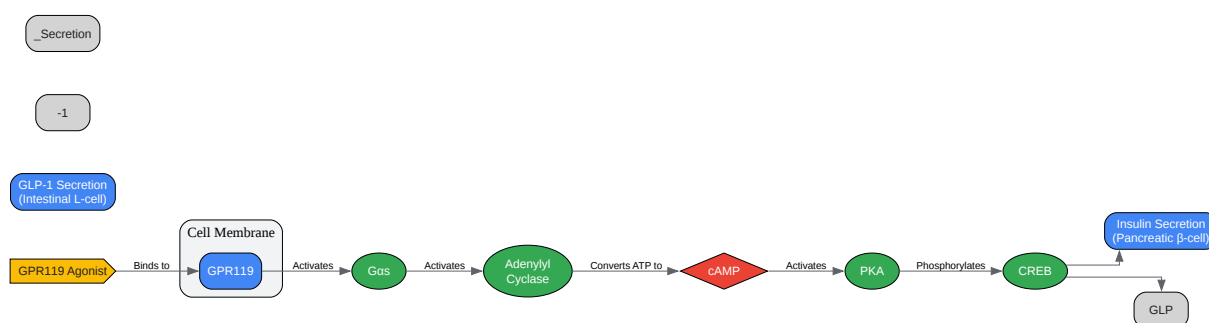 _Secretion
-1
GLP-1 Secretion
(Intestinal L-cell)
Cell Membrane
GPR119 Agonist
Binds to
GPR119
Activates
Gαs
Activates
Adenylyl
Cyclase
Converts ATP to
cAMP
Activates
PKA
Phosphorylates
CREB
Insulin Secretion
(Pancreatic β-cell)
GLP